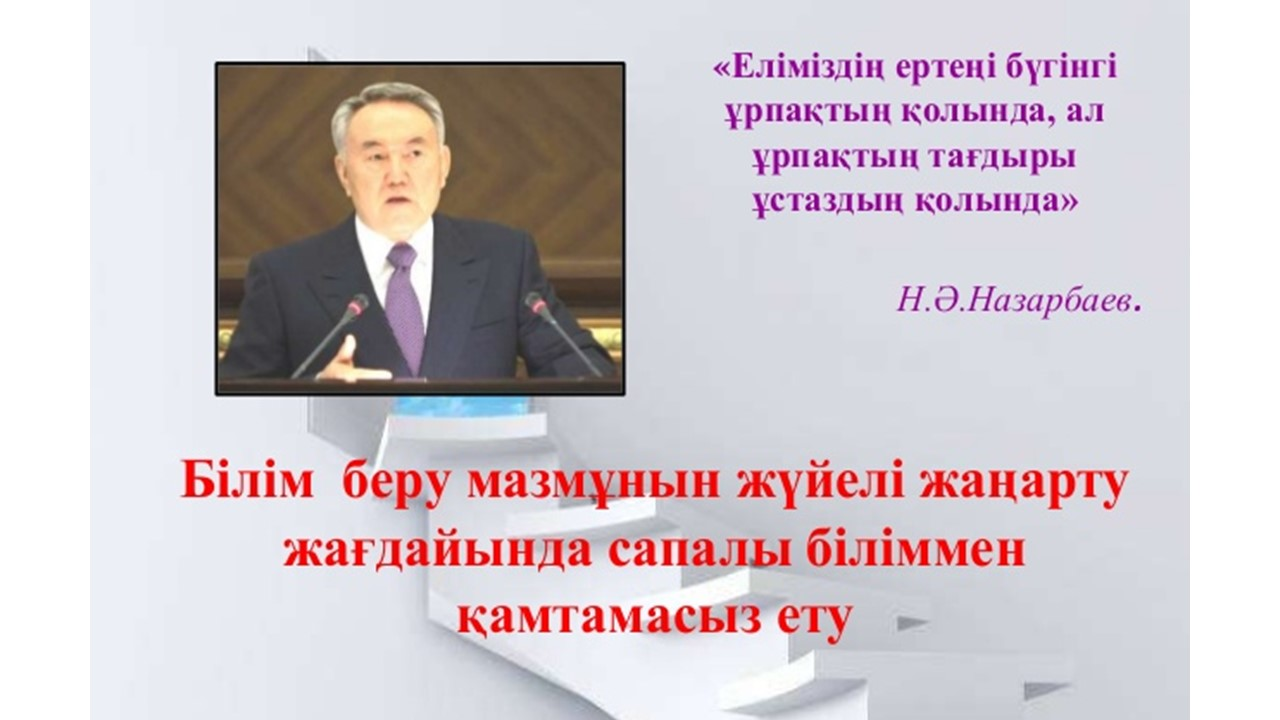 «Еліміздің ертеңі бүгінгі
ұрпақтың қолында, ал
ұрпақтың тағдыры
ұстаздың қолында»
Н.Ә.Назарбаев.
Білім беру мазмұнын жүйелі жаңарту
жағдайында сапалы біліммен
қамтамасыз ету